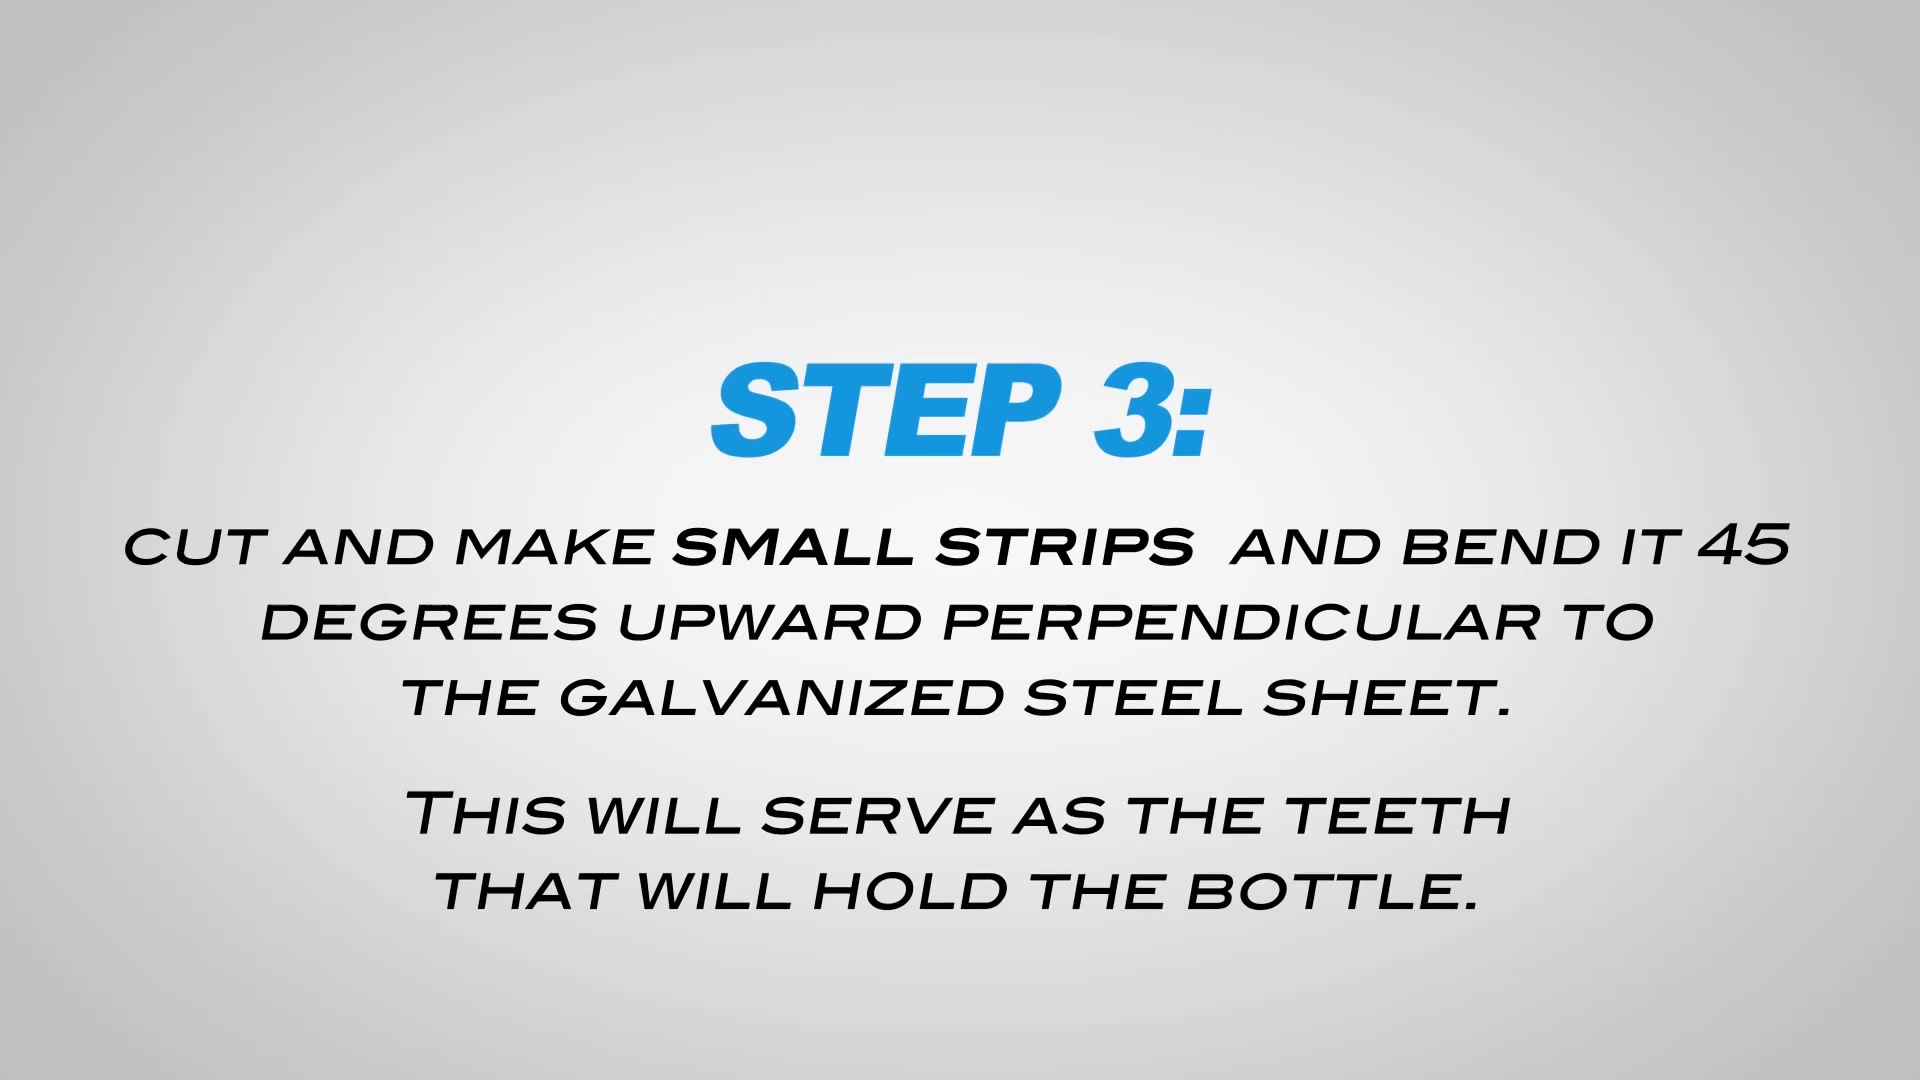 STEP 3:
CUT AND MAKE SMALL STRIPS AND BEND IT 45
DEGREES UPWARD PERPENDICULAR TO
THE GALVANIZED STEEL SHEET.
THIS WILL SERVE AS THE TEETH
THAT WILL HOLD THE BOTTLE.